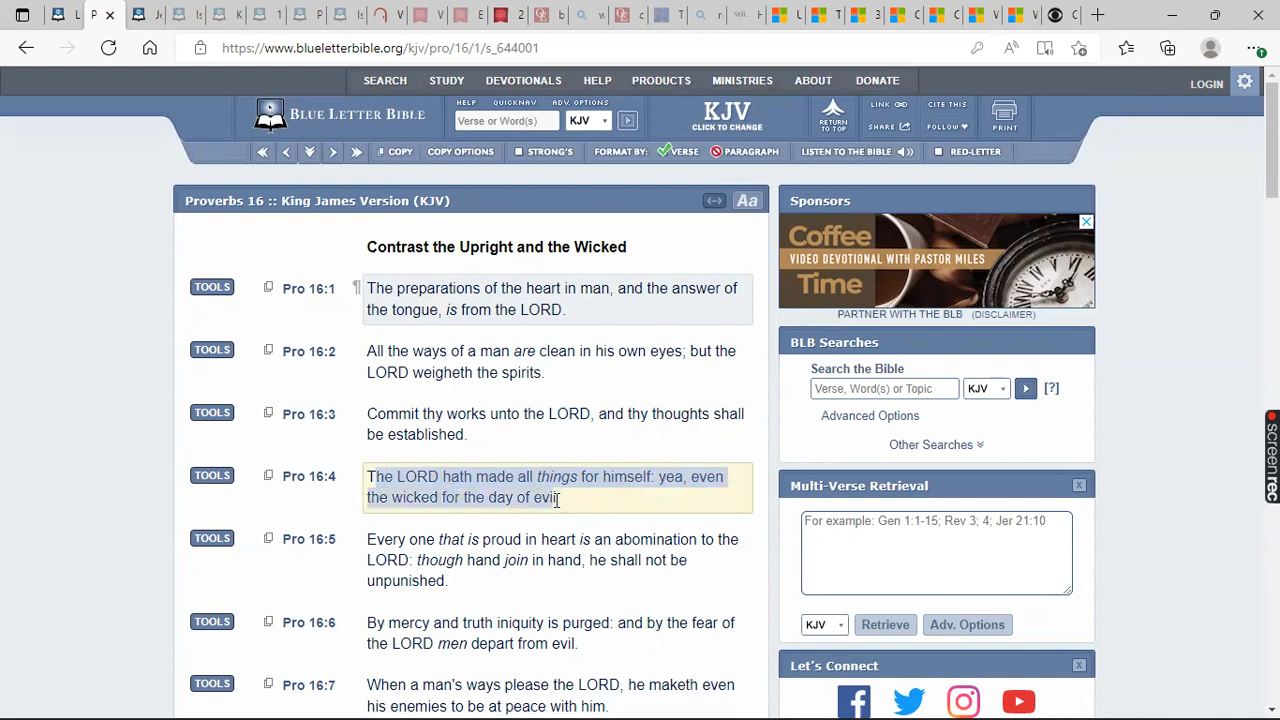 https://www.blueletterbible.org/kjv/pro/16/1/s_644001
SEARCH STUDY DEVOTIONALS HELP PRODUCTS MINISTRIES ABOUT DONATE
LOGIN
HELP QUICKNAV ADV. OPTIONS
BLUE LETTER BIBLE
Verse or Word(s)
KJV
KJV
CLICK TO CHANGE
RETURN
TO TOP
LINK CITE THIS
SHARE FOLLOW
PRINT
COPY COPY OPTIONS STRONG'S FORMAT BY: VERSE PARAGRAPH LISTEN TO THE BIBLE RED-LETTER
Proverbs 16 :: King James Version (KJV)
Aa
Contrast the Upright and the Wicked
TOOLS Pro 16:1 ¶ The preparations of the heart in man, and the answer of
the tongue, is from the LORD.
TOOLS Pro 16:2 All the ways of a man are clean in his own eyes; but the
LORD weigheth the spirits.
TOOLS Pro 16:3 Commit thy works unto the LORD, and thy thoughts shall
be established.
TOOLS Pro 16:4 The LORD hath made all things for himself: yea, even
the wicked for the day of evil.
TOOLS Pro 16:5 Every one that is proud in heart is an abomination to the
LORD: though hand join in hand, he shall not be
unpunished.
TOOLS Pro 16:6 By mercy and truth iniquity is purged: and by the fear of
the LORD men depart from evil.
TOOLS Pro 16:7 When a man's ways please the LORD, he maketh even
his enemies to be at peace with him.
Sponsors
Coffee
VIDEO DEVOTIONAL WITH PASTOR MILES
Time
PARTNER WITH THE BLB (DISCLAIMER)
BLB Searches
Search the Bible
Verse, Word(s) or Topic
KJV
[?]
Advanced Options
Other Searches
Multi-Verse Retrieval
For example: Gen 1:1-15; Rev 3; 4; Jer 21:10
KJV
Retrieve
Adv. Options
Let's Connect
screenrec